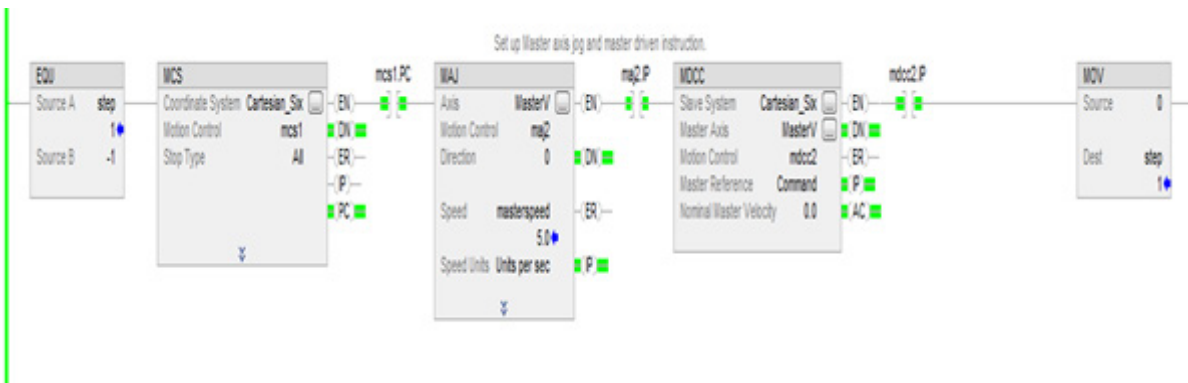 Set up Master axis jog and master driven instruction.
EQU
Source A step
1
Source B -1
MCS
Coordinate System Cartesian_Six ...
Motion Control mcs1
Stop Type All
(EN)
(DN)
(ER)
(IP)
(PC)
mcs1.PC
MAJ
Axis MasterV ...
Motion Control maj2
Direction 0
Speed masterspeed
5.0
Speed Units Units per sec
(EN)
(DN)
(ER)
(IP)
maj2.IP
MDCC
Slave System Cartesian_Six ...
Master Axis MasterV ...
Motion Control mdcc2
Master Reference Command
Nominal Master Velocity 0.0
(EN)
(DN)
(ER)
(IP)
(AC)
mdcc2.IP
MOV
Source 0
Dest step
1